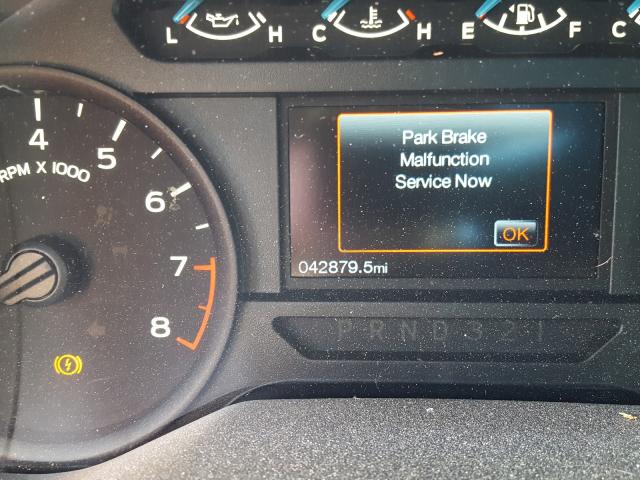 L H C H E F C
4
5
RPM X 1000
6
7
8
Park Brake
Malfunction
Service Now
OK
042879.5mi
P R N D 3 2 1